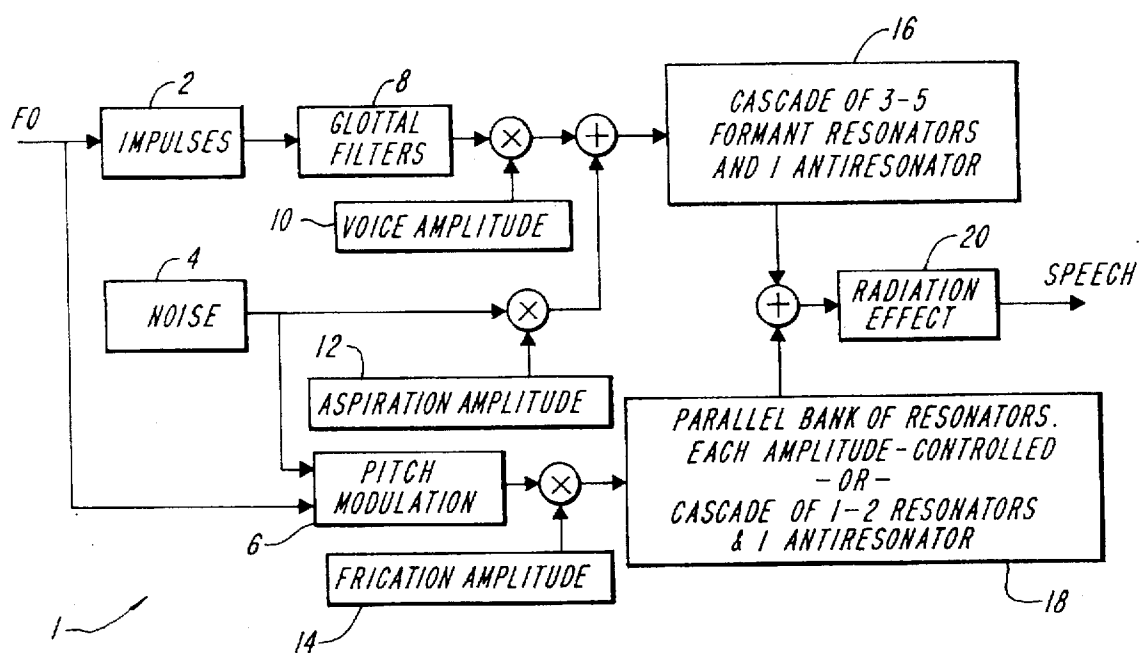 16
2
8
F0
IMPULSES
GLOTTAL
FILTERS
×
+
CASCADE OF 3-5
FORMANT RESONATORS
AND 1 ANTIRESONATOR
10
VOICE AMPLITUDE
4
NOISE
×
20
SPEECH
+
RADIATION
EFFECT
12
ASPIRATION AMPLITUDE
PITCH
MODULATION
6
×
PARALLEL BANK OF RESONATORS.
EACH AMPLITUDE-CONTROLLED
-OR-
CASCADE OF 1-2 RESONATORS
& 1 ANTIRESONATOR
FRICATION AMPLITUDE
14
18
1